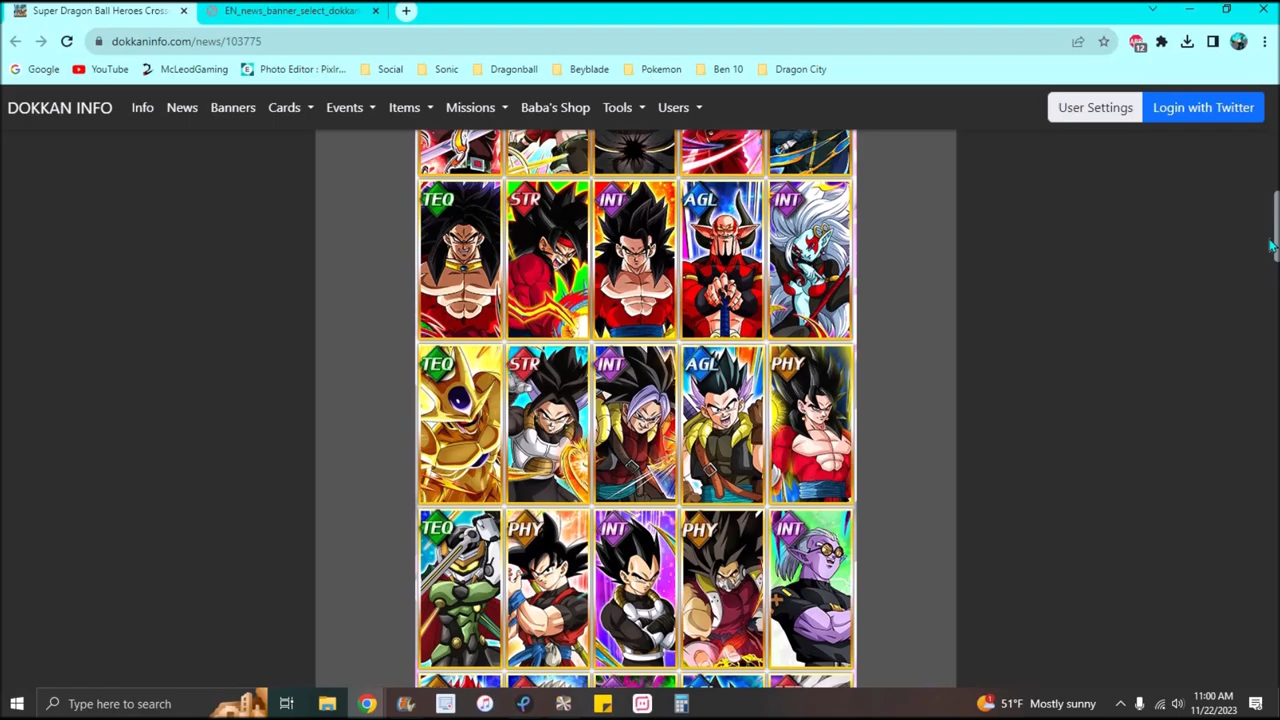 Super Dragon Ball Heroes Cross
EN_news_banner_select_dokkan
dokkaninfo.com/news/103775
12
Google YouTube McLeodGaming Photo Editor : Pixlr... Social Sonic Dragonball Beyblade Pokemon Ben 10 Dragon City
DOKKAN INFO Info News Banners Cards Events Items Missions Baba's Shop Tools Users User Settings Login with Twitter
TEQ STR INT AGL INT
TEQ STR INT AGL PHY
TEQ PHY INT PHY INT
Type here to search
51°F Mostly sunny
11:00 AM
11/22/2023